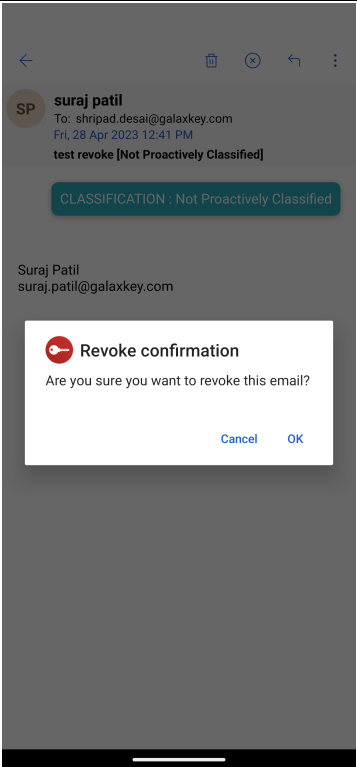 SP
suraj patil
To: shripad.desai@galaxkey.com
Fri, 28 Apr 2023 12:41 PM
test revoke [Not Proactively Classified]
CLASSIFICATION : Not Proactively Classified
Suraj Patil
suraj.patil@galaxkey.com
Revoke confirmation
Are you sure you want to revoke this email?
Cancel OK